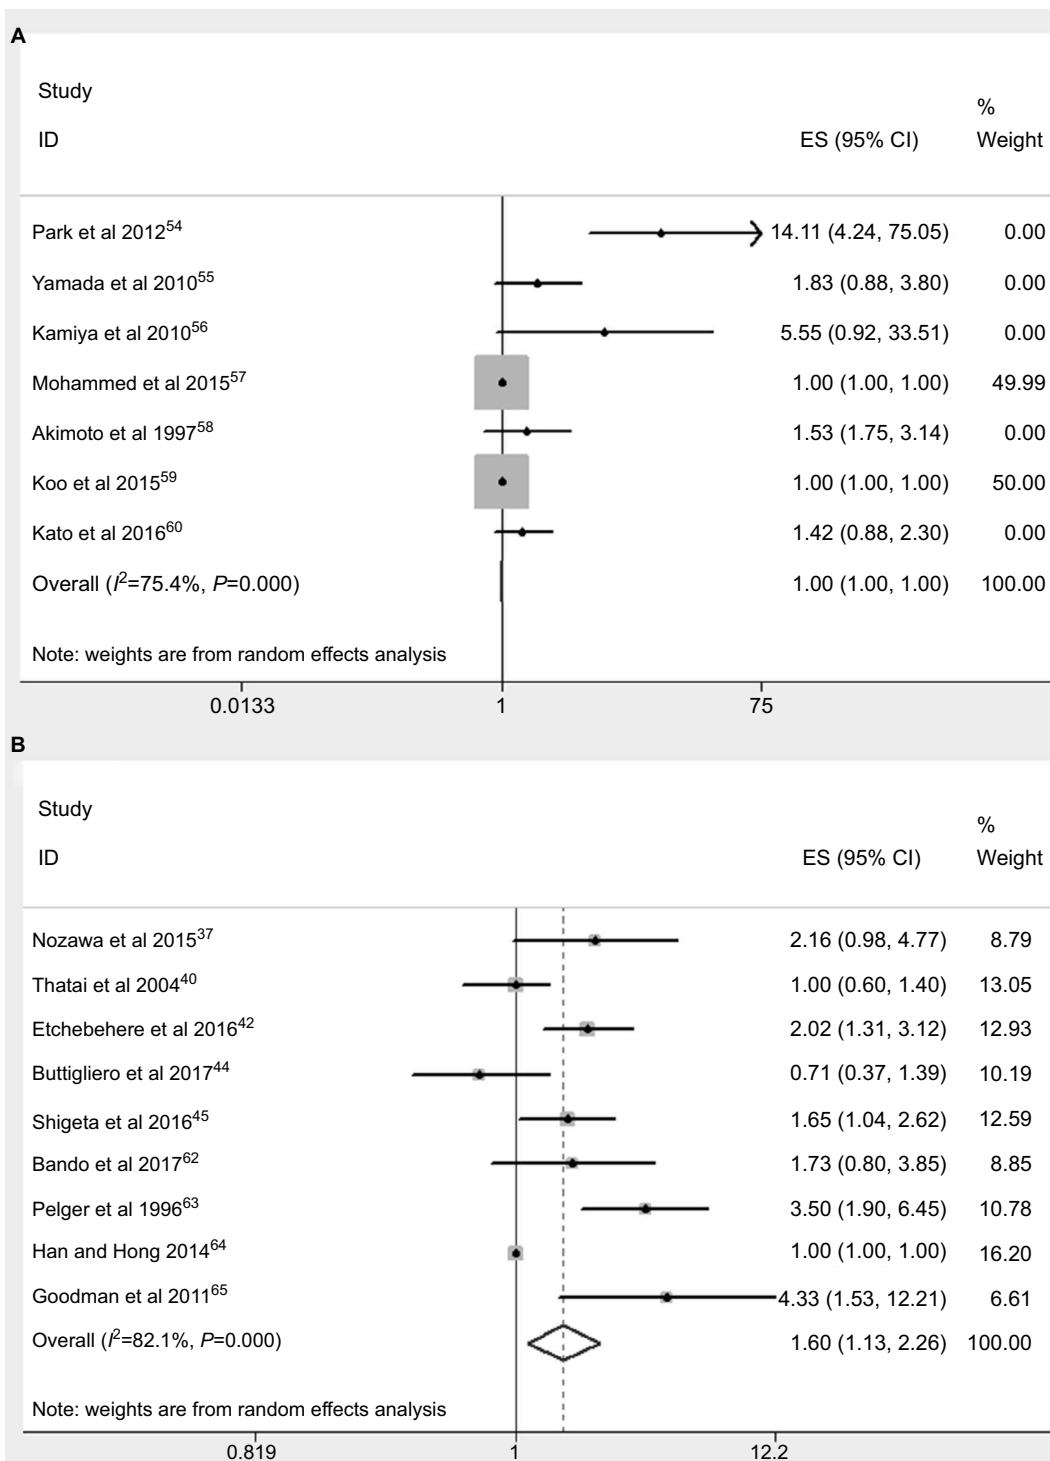 A
Study
%
ID ES (95% CI) Weight
Park et al 2012⁵⁴ 14.11 (4.24, 75.05) 0.00
Yamada et al 2010⁵⁵ 1.83 (0.88, 3.80) 0.00
Kamiya et al 2010⁵⁶ 5.55 (0.92, 33.51) 0.00
Mohammed et al 2015⁵⁷ 1.00 (1.00, 1.00) 49.99
Akimoto et al 1997⁵⁸ 1.53 (1.75, 3.14) 0.00
Koo et al 2015⁵⁹ 1.00 (1.00, 1.00) 50.00
Kato et al 2016⁶⁰ 1.42 (0.88, 2.30) 0.00
Overall (I²=75.4%, P=0.000) 1.00 (1.00, 1.00) 100.00
Note: weights are from random effects analysis
0.0133 1 75
B
Study
%
ID ES (95% CI) Weight
Nozawa et al 2015³⁷ 2.16 (0.98, 4.77) 8.79
Thatai et al 2004⁴⁰ 1.00 (0.60, 1.40) 13.05
Etchebehere et al 2016⁴² 2.02 (1.31, 3.12) 12.93
Buttigliero et al 2017⁴⁴ 0.71 (0.37, 1.39) 10.19
Shigeta et al 2016⁴⁵ 1.65 (1.04, 2.62) 12.59
Bando et al 2017⁶² 1.73 (0.80, 3.85) 8.85
Pelger et al 1996⁶³ 3.50 (1.90, 6.45) 10.78
Han and Hong 2014⁶⁴ 1.00 (1.00, 1.00) 16.20
Goodman et al 2011⁶⁵ 4.33 (1.53, 12.21) 6.61
Overall (I²=82.1%, P=0.000) 1.60 (1.13, 2.26) 100.00
Note: weights are from random effects analysis
0.819 1 12.2